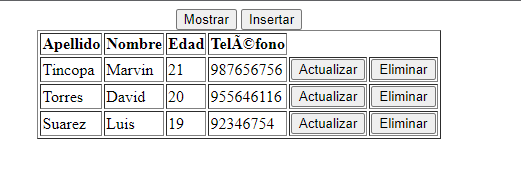 Mostrar Insertar
Apellido Nombre Edad TelÃ©fono
Tincopa Marvin 21 987656756 Actualizar Eliminar
Torres David 20 955646116 Actualizar Eliminar
Suarez Luis 19 92346754 Actualizar Eliminar